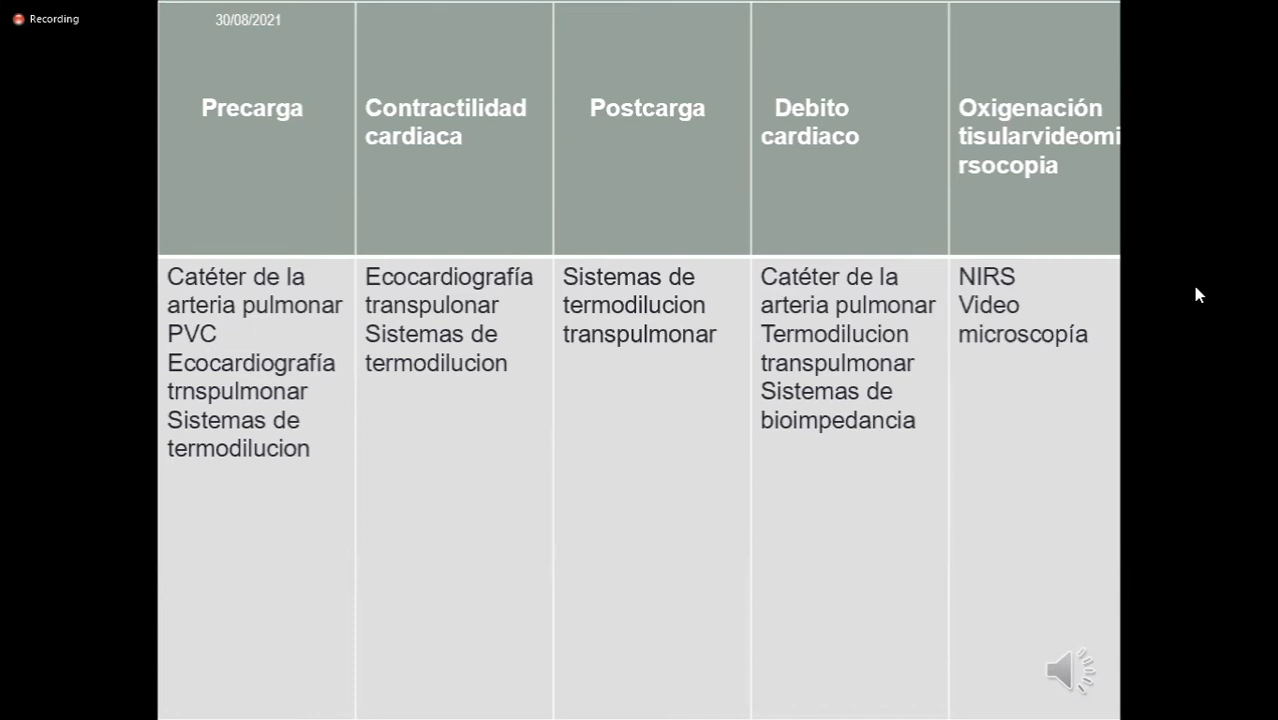 Recording
30/08/2021
Precarga
Contractilidad
cardiaca
Postcarga
Debito
cardiaco
Oxigenación
tisularvideomi
rsocopia
Catéter de la
arteria pulmonar
PVC
Ecocardiografía
trnspulmonar
Sistemas de
termodilucion
Ecocardiografía
transpulonar
Sistemas de
termodilucion
Sistemas de
termodilucion
transpulmonar
Catéter de la
arteria pulmonar
Termodilucion
transpulmonar
Sistemas de
bioimpedancia
NIRS
Video
microscopía